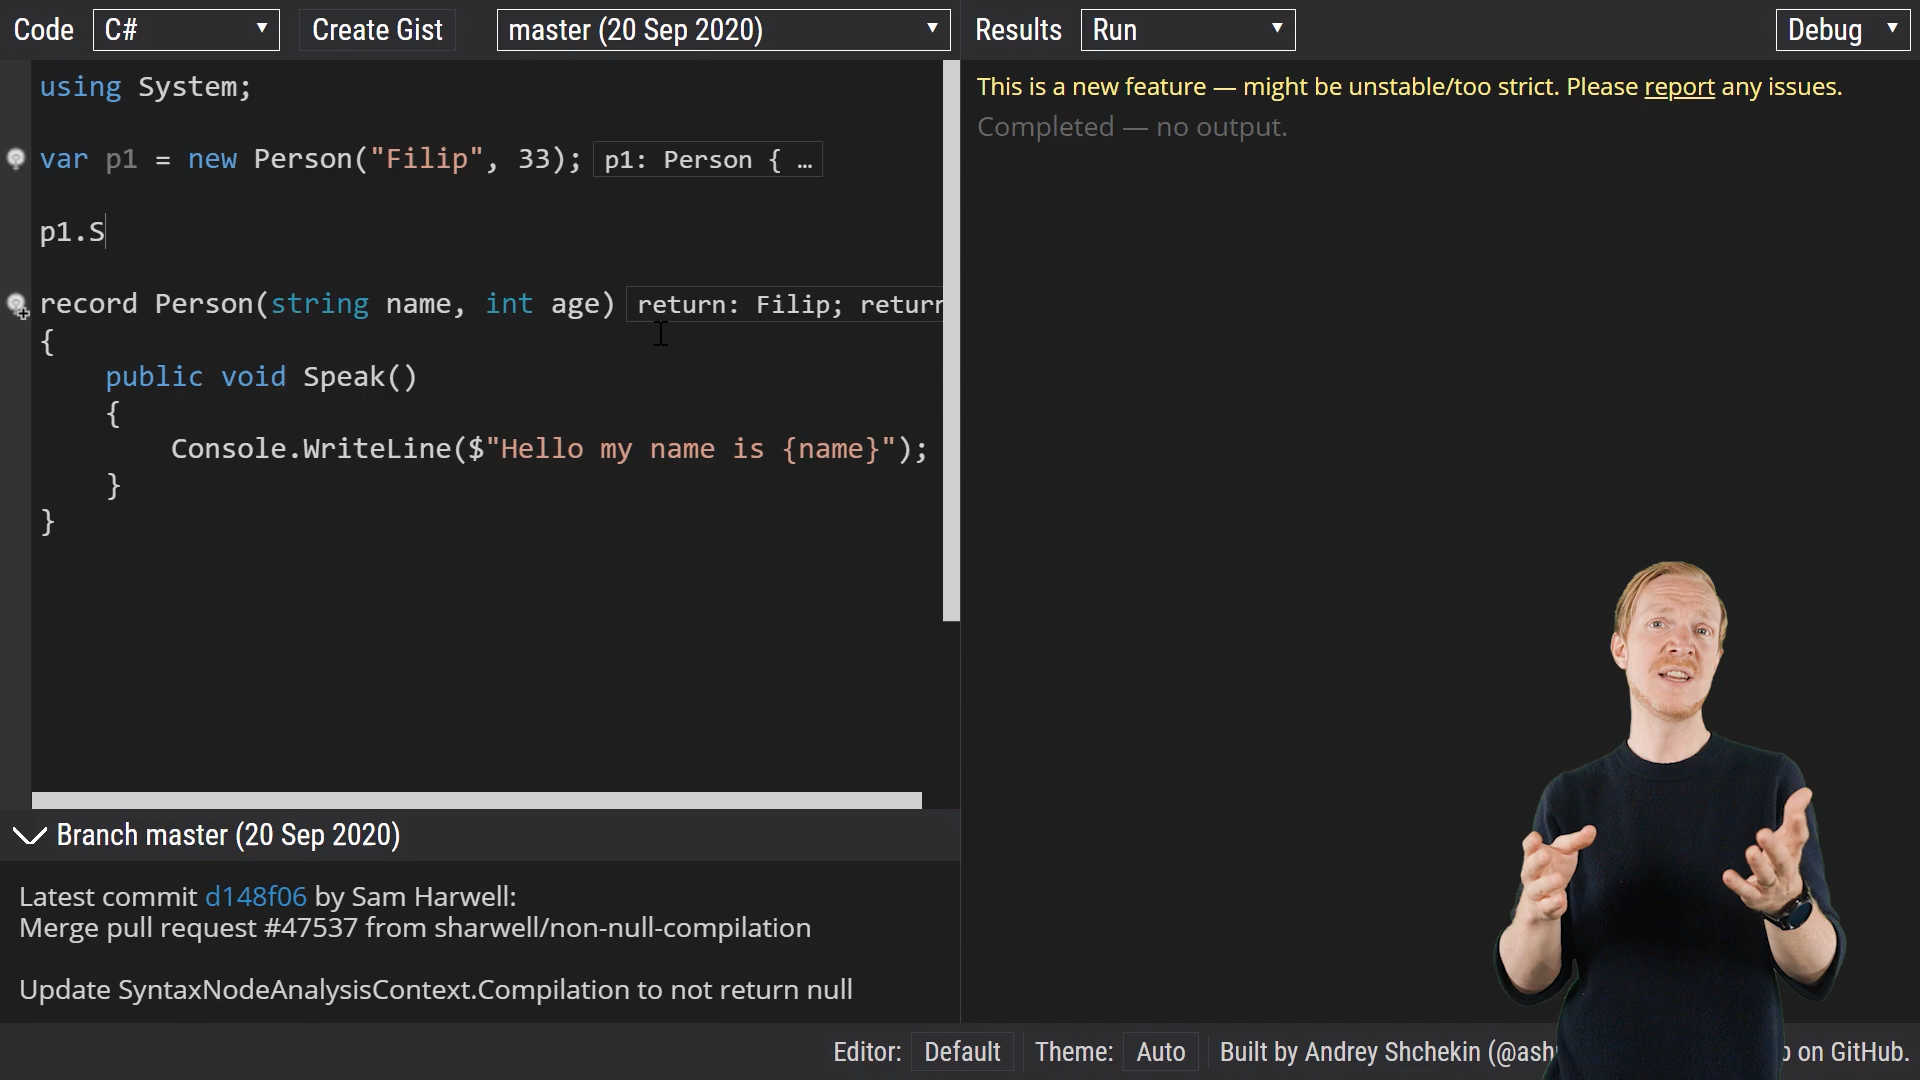 Code C# Create Gist master (20 Sep 2020)
Results Run Debug
using System;
var p1 = new Person("Filip", 33); p1: Person { …
p1.S
record Person(string name, int age) return: Filip; return
{
public void Speak()
{
Console.WriteLine($"Hello my name is {name}");
}
}
This is a new feature — might be unstable/too strict. Please report any issues.
Completed — no output.
Branch master (20 Sep 2020)
Latest commit d148f06 by Sam Harwell:
Merge pull request #47537 from sharwell/non-null-compilation
Update SyntaxNodeAnalysisContext.Compilation to not return null
Editor: Default Theme: Auto Built by Andrey Shchekin (@ash on GitHub.